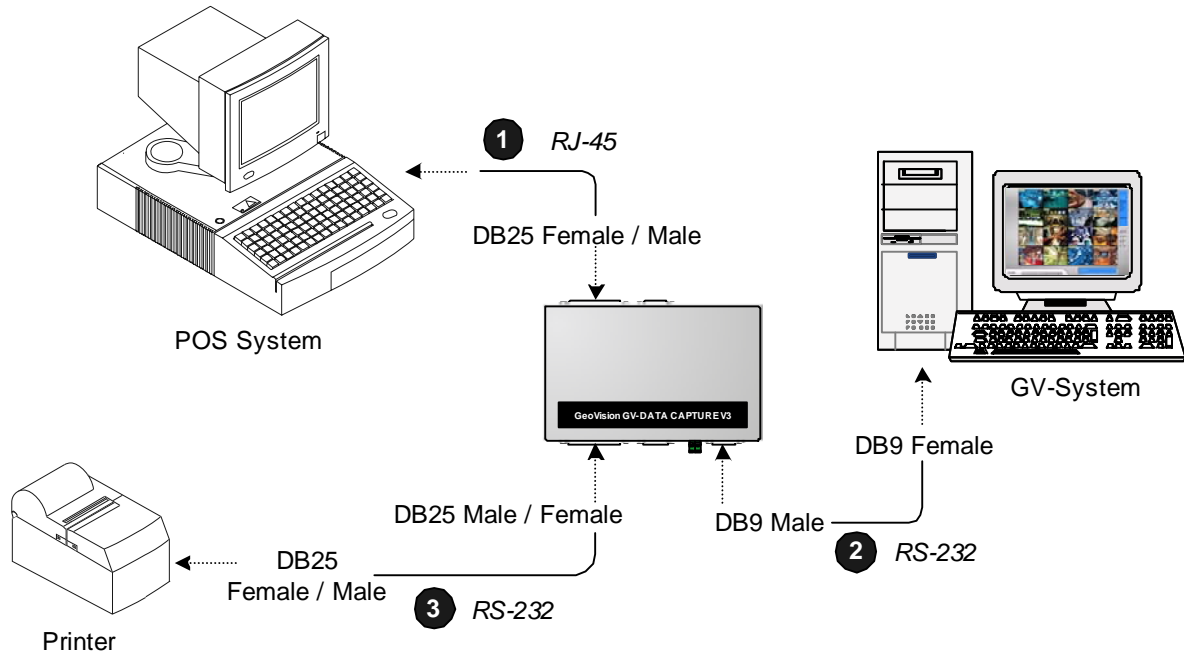 1 RJ-45
DB25 Female / Male
POS System
GeoVision GV-DATA CAPTURE V3
GV-System
DB9 Female
DB25 Male / Female
DB9 Male
2 RS-232
DB25
Female / Male
3 RS-232
Printer